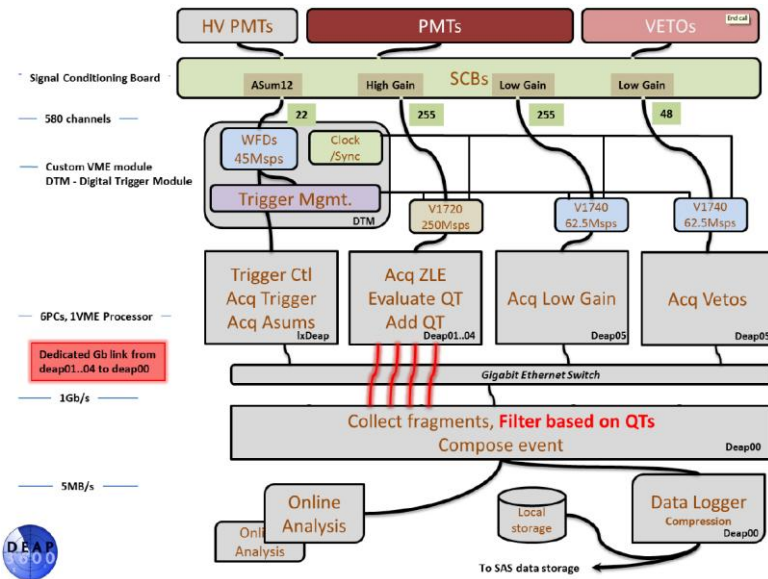 HV PMTs
PMTs
VETOs
End call
Signal Conditioning Board
SCBs
ASum12
High Gain
Low Gain
Low Gain
580 channels
22
255
255
48
WFDs
45Msps
Clock
/Sync
Custom VME module
DTM - Digital Trigger Module
Trigger Mgmt.
DTM
V1720
250Msps
V1740
62.5Msps
V1740
62.5Msps
Trigger Ctl
Acq Trigger
Acq Asums
lxDeap
Acq ZLE
Evaluate QT
Add QT
Deap01..04
Acq Low Gain
Deap05
Acq Vetos
Deap05
6PCs, 1VME Processor
Dedicated Gb link from
deap01..04 to deap00
Gigabit Ethernet Switch
1Gb/s
Collect fragments, Filter based on QTs
Compose event
Deap00
5MB/s
Online
Analysis
Analysis
Local
storage
Data Logger
Compression
Deap00
To SAS data storage
DEAP
3600